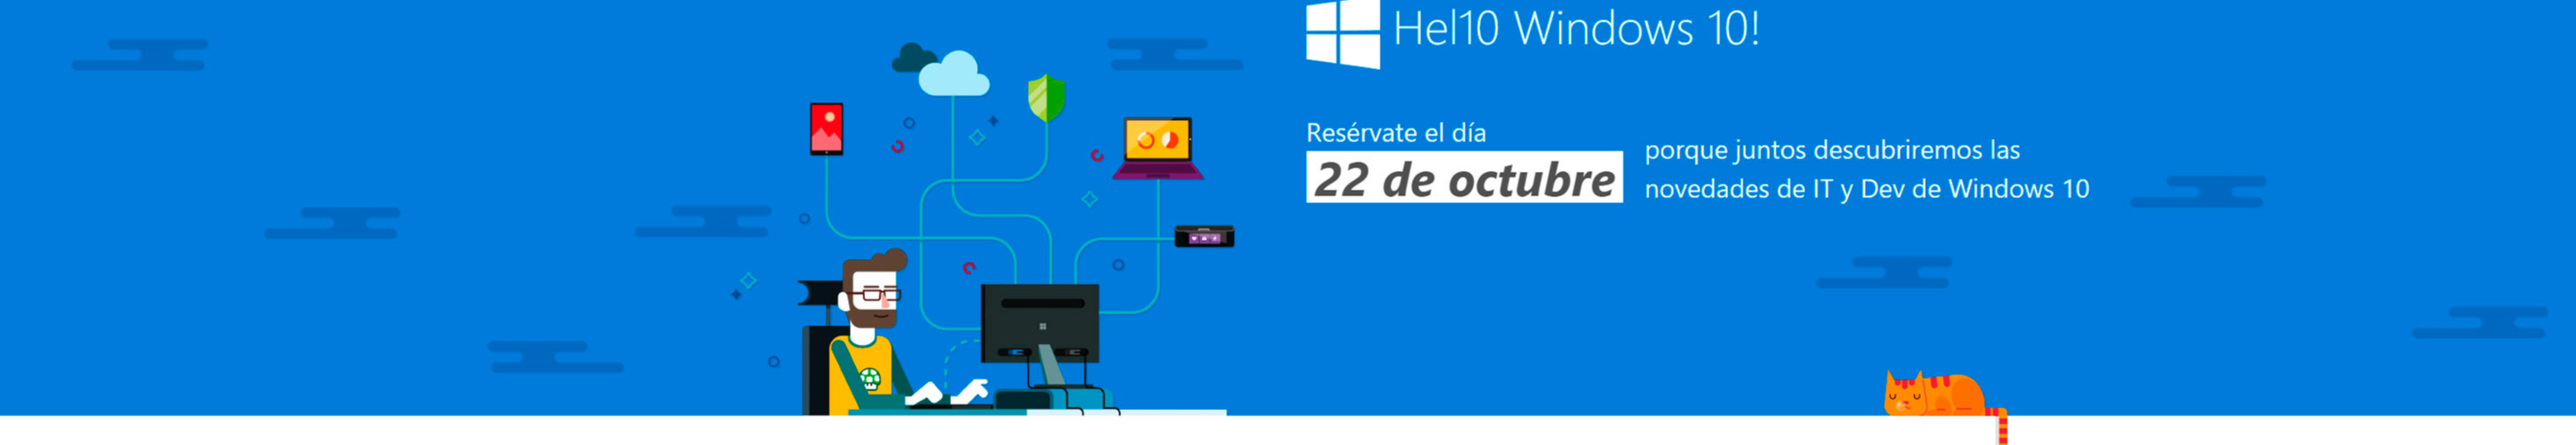 Hel10 Windows 10!
Resérvate el día
22 de octubre
porque juntos descubriremos las
novedades de IT y Dev de Windows 10